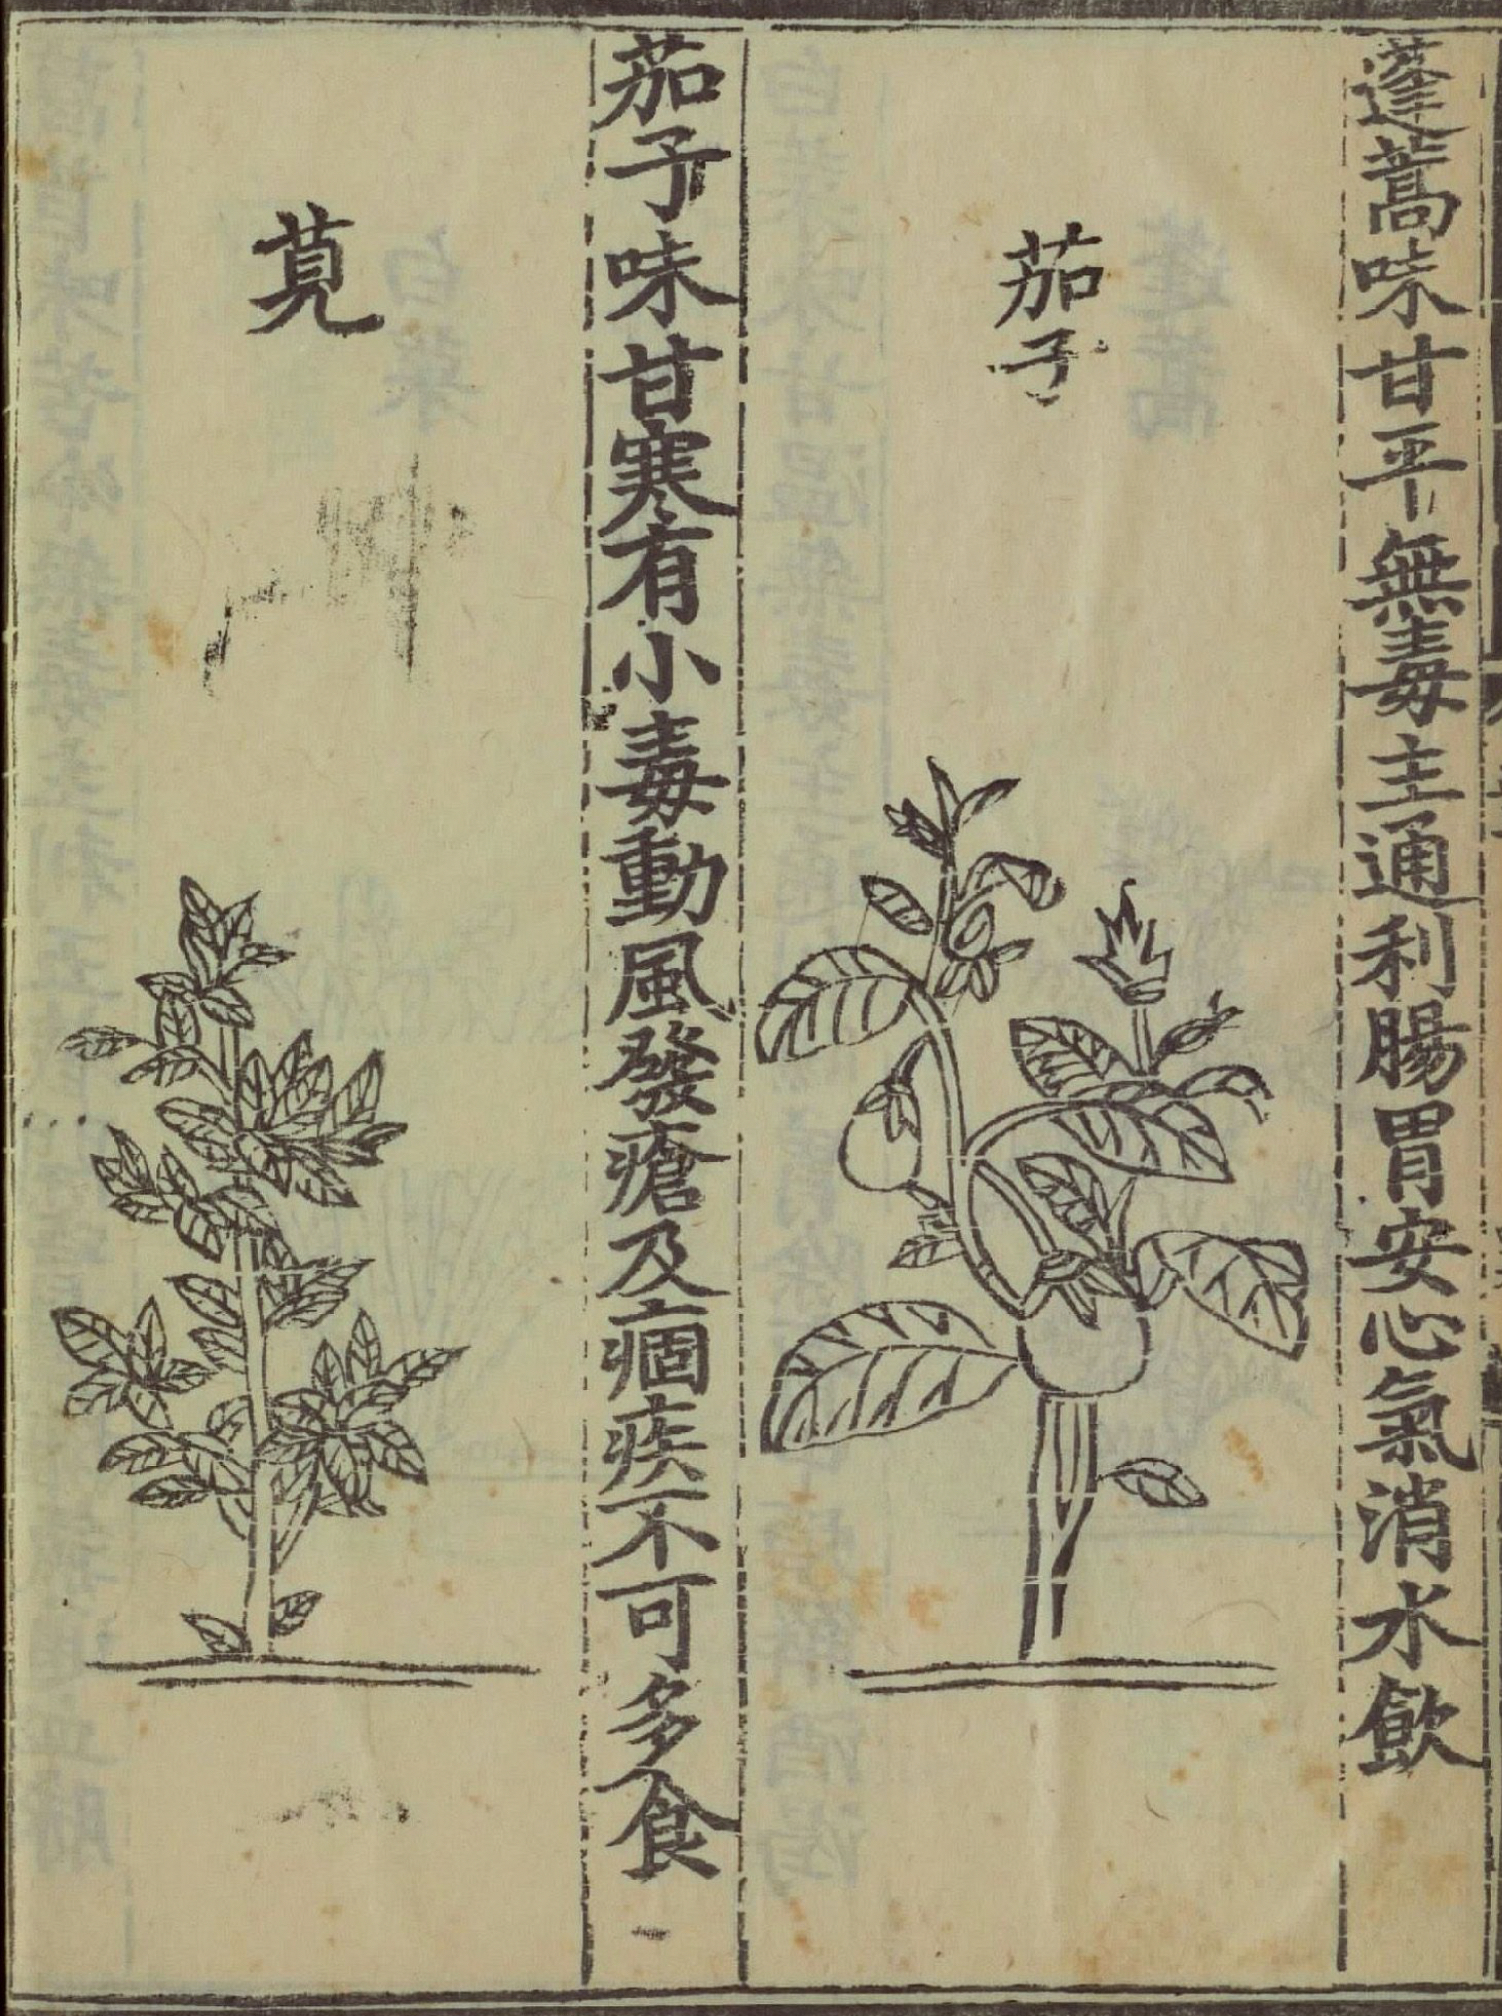 蓬蒿味甘平無毒主通利腸胃安心氣消水飲
茄子
茄子味甘寒有小毒動風發瘡及痼疾不可多食
莧